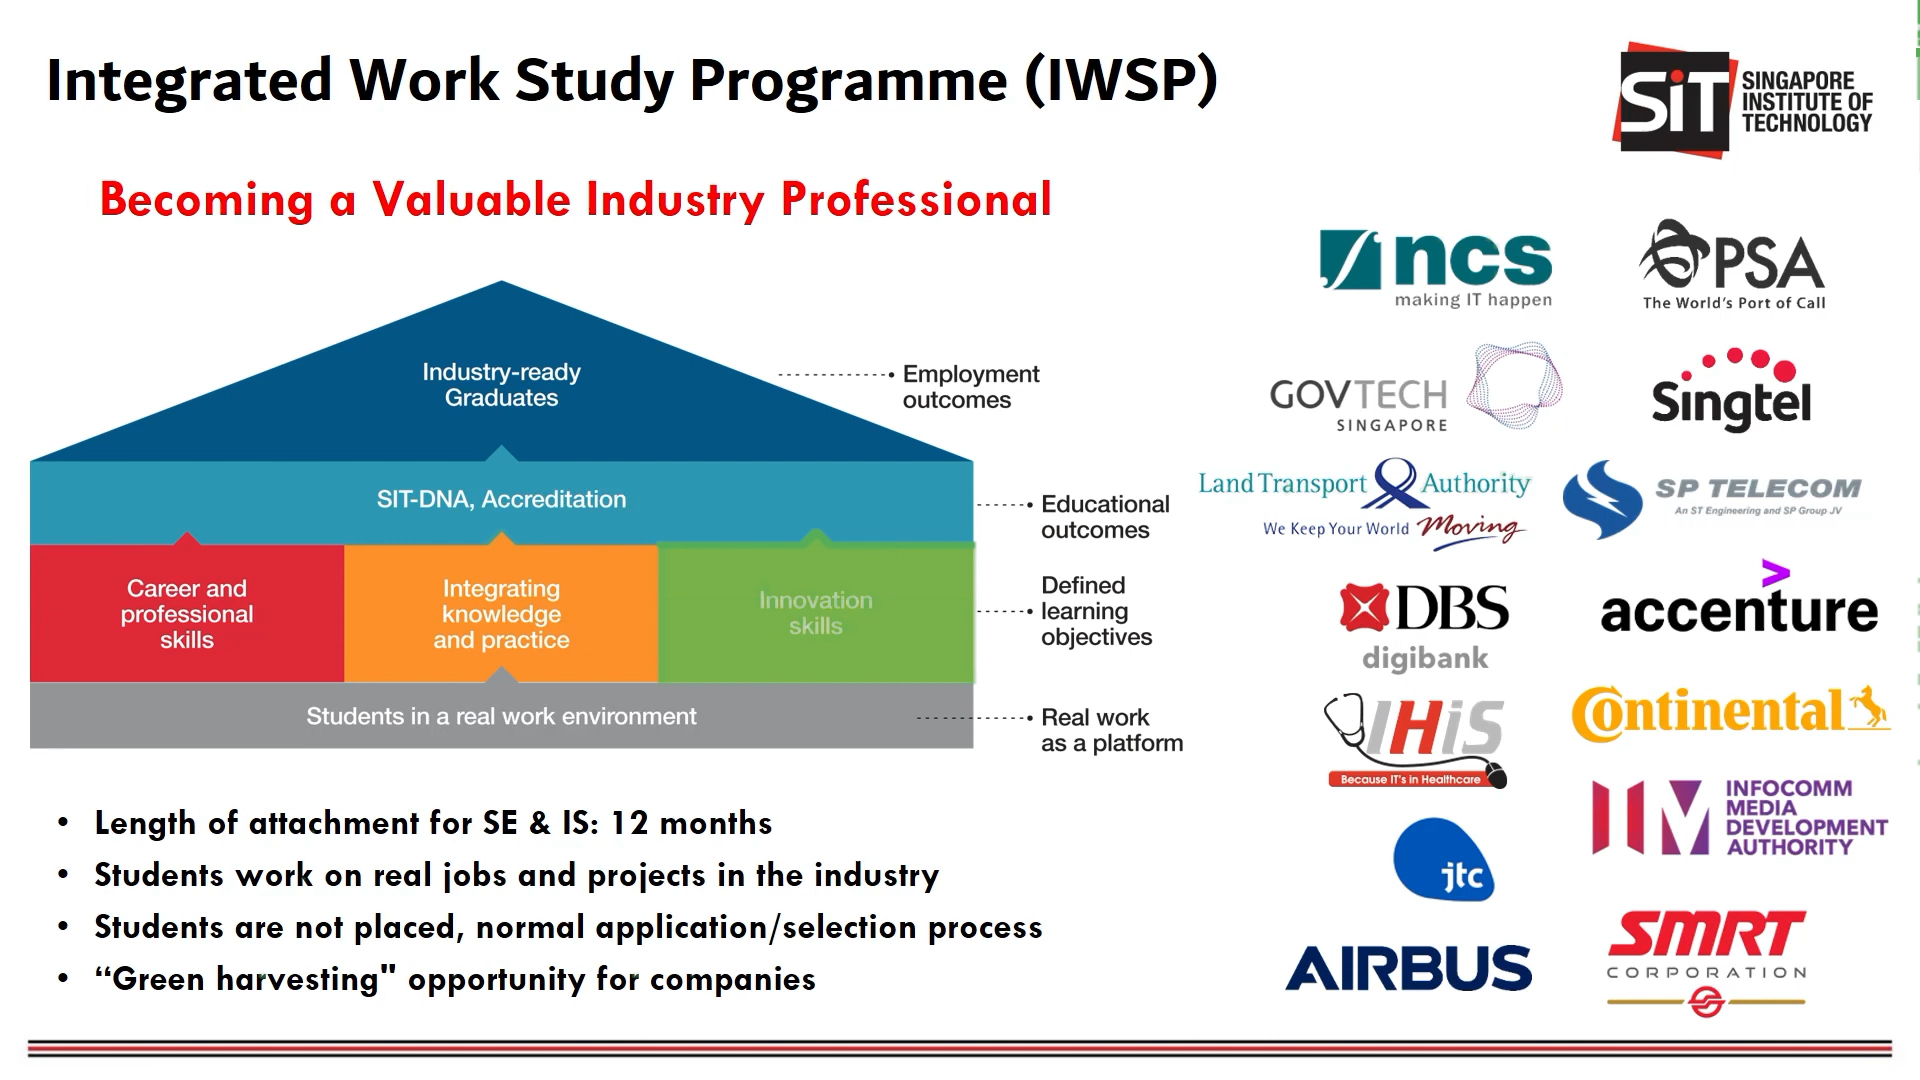 Integrated Work Study Programme (IWSP)
SiT
SINGAPORE
INSTITUTE OF
TECHNOLOGY
Becoming a Valuable Industry Professional
Industry-ready
Graduates
Employment
outcomes
SIT-DNA, Accreditation
Educational
outcomes
Career and
professional
skills
Integrating
knowledge
and practice
Innovation
skills
Defined
learning
objectives
Students in a real work environment
Real work
as a platform
• Length of attachment for SE & IS: 12 months
• Students work on real jobs and projects in the industry
• Students are not placed, normal application/selection process
• “Green harvesting" opportunity for companies
ncs
making IT happen
PSA
The World's Port of Call
GOVTECH
SINGAPORE
Singtel
Land Transport Authority
We Keep Your World Moving
SP TELECOM
An ST Engineering and SP Group JV
DBS
digibank
accenture
IHiS
Because IT's in Healthcare
Continental
INFOCOMM
MEDIA
DEVELOPMENT
AUTHORITY
jtc
AIRBUS
SMRT
CORPORATION